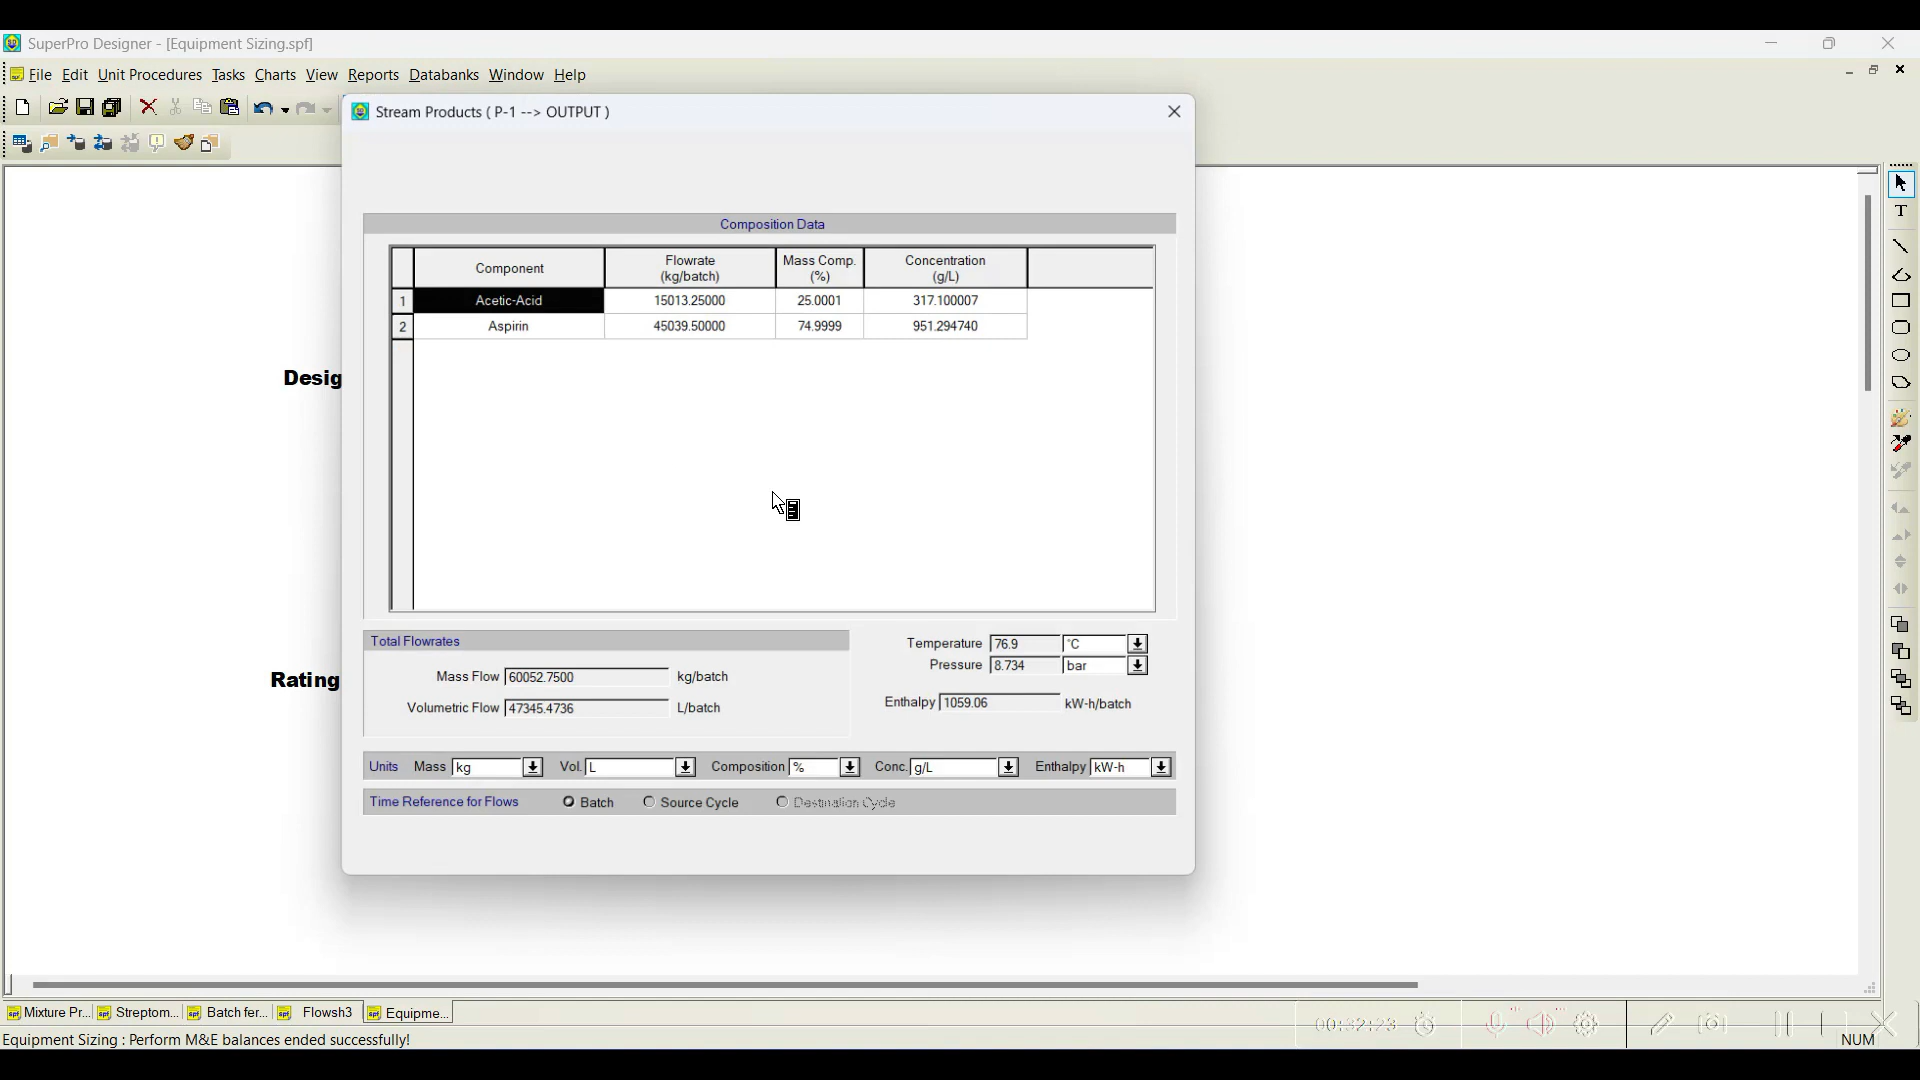 SuperPro Designer - [Equipment Sizing.spf]
File Edit Unit Procedures Tasks Charts View Reports Databanks Window Help
Stream Products ( P-1 --> OUTPUT )
T
Composition Data
Component Flowrate (kg/batch) Mass Comp. (%) Concentration (g/L)
1 Acetic-Acid 15013.25000 25.0001 317.100007
2 Aspirin 45039.50000 74.9999 951.294740
Desig
Rating
Total Flowrates
Mass Flow 60052.7500 kg/batch
Volumetric Flow 47345.4736 L/batch
Temperature 76.9 °C
Pressure 8.734 bar
Enthalpy 1059.06 kW-h/batch
Units Mass kg Vol. L Composition % Conc. g/L Enthalpy kW-h
Time Reference for Flows Batch Source Cycle Destination Cycle
Mixture Pr... Streptom... Batch fer... Flowsh3 Equipme...
00:32:23
Equipment Sizing : Perform M&E balances ended successfully!
NUM